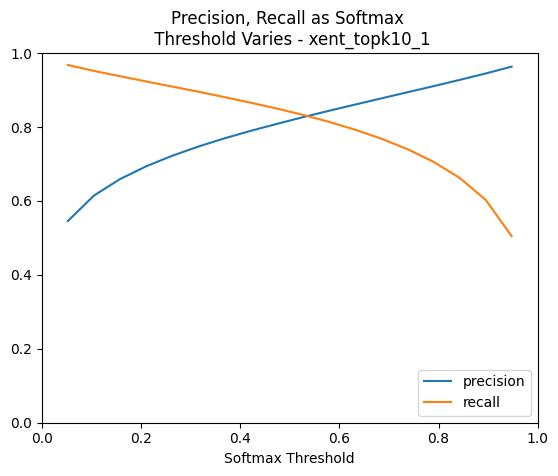 Precision, Recall as Softmax
Threshold Varies - xent_topk10_1
1.0
0.8
0.6
0.4
0.2
0.0
0.0 0.2 0.4 0.6 0.8 1.0
Softmax Threshold
precision
recall